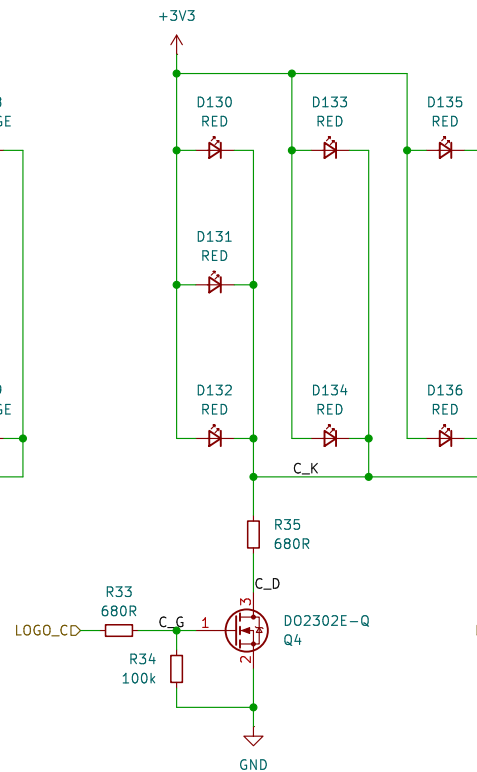 +3V3
D130
RED
D133
RED
D135
RED
D131
RED
D132
RED
D134
RED
D136
RED
C_K
R35
680R
C_D
R33
680R
LOGO_C
C_G
1
3
2
DO2302E-Q
Q4
R34
100k
GND